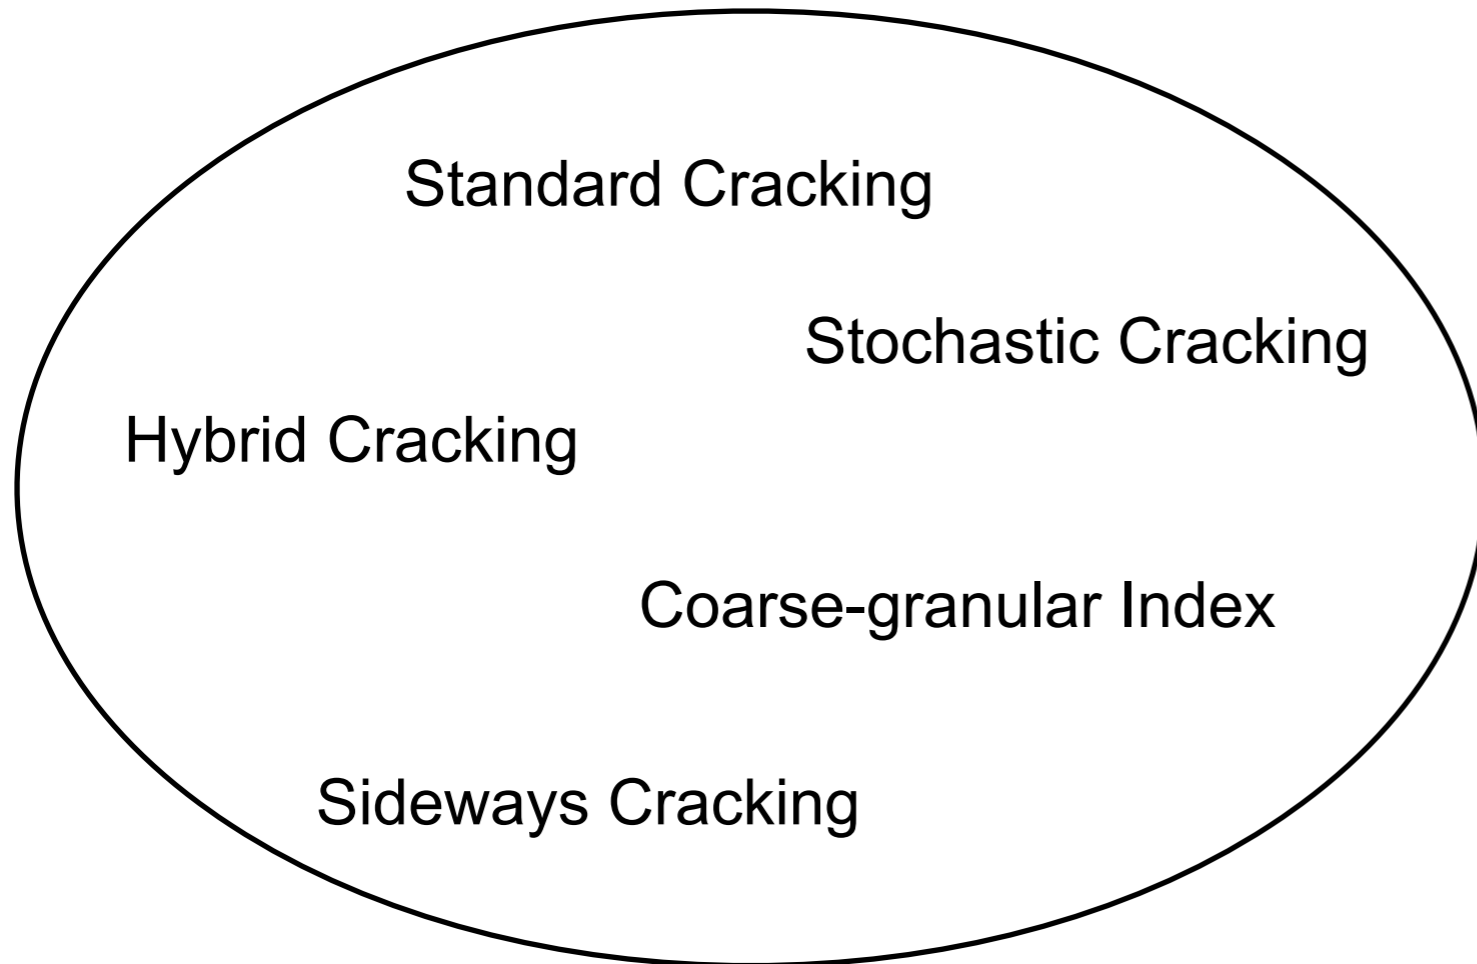 Standard Cracking
Stochastic Cracking
Hybrid Cracking
Coarse-granular Index
Sideways Cracking